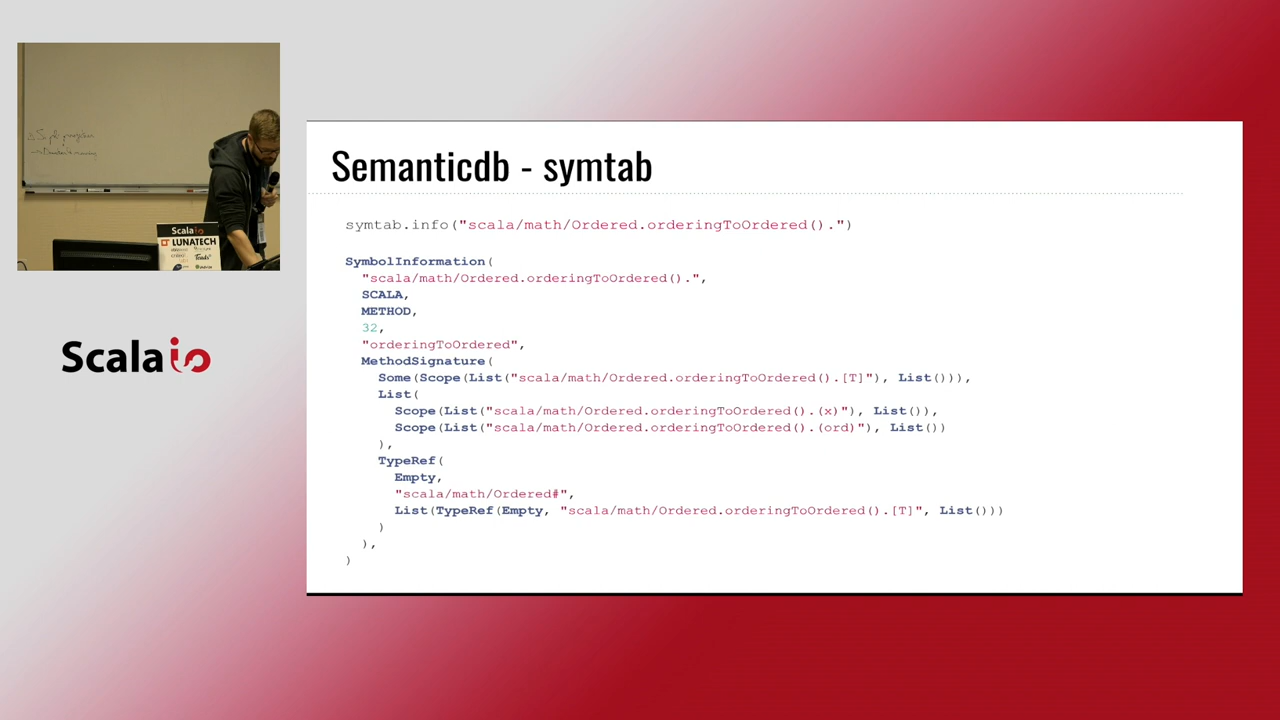 Semanticdb - symtab
symtab.info("scala/math/Ordered.orderingToOrdered().")
SymbolInformation(
"scala/math/Ordered.orderingToOrdered().",
SCALA,
METHOD,
32,
"orderingToOrdered",
MethodSignature(
Some(Scope(List("scala/math/Ordered.orderingToOrdered().[T]"), List())),
List(
Scope(List("scala/math/Ordered.orderingToOrdered().(x)"), List()),
Scope(List("scala/math/Ordered.orderingToOrdered().(ord)"), List())
),
TypeRef(
Empty,
"scala/math/Ordered#",
List(TypeRef(Empty, "scala/math/Ordered.orderingToOrdered().[T]", List()))
)
),
)
Scala
LUNATECH
Scala io